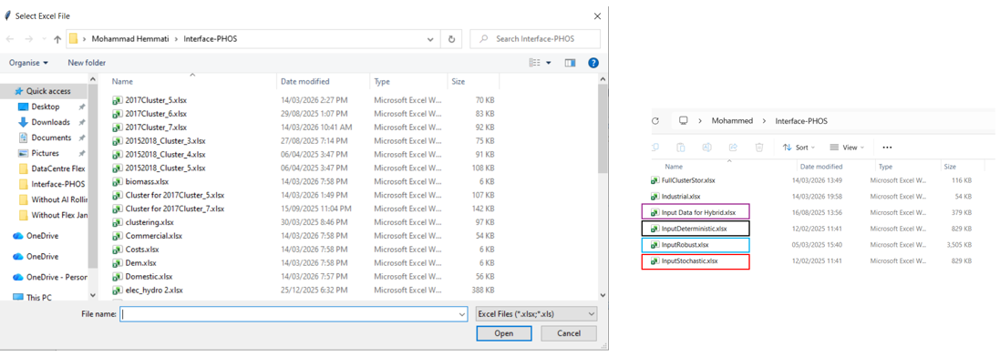 Select Excel File
Mohammad Hemmati > Interface-PHOS
Search Interface-PHOS
Organise New folder
Quick access
Desktop
Downloads
Documents
Pictures
DataCentre Flex
Interface-PHOS
Without AI Rollin
Without Flex Jan
OneDrive
OneDrive
OneDrive - Person
This PC
Name Date modified Type Size
2017Cluster_5.xlsx 14/03/2026 2:27 PM Microsoft Excel W... 70 KB
2017Cluster_6.xlsx 29/08/2025 1:07 PM Microsoft Excel W... 83 KB
2017Cluster_7.xlsx 14/03/2026 10:41 AM Microsoft Excel W... 92 KB
20152018_Cluster_3.xlsx 27/08/2025 7:14 PM Microsoft Excel W... 75 KB
20152018_Cluster_4.xlsx 06/04/2025 3:47 PM Microsoft Excel W... 91 KB
20152018_Cluster_5.xlsx 06/04/2025 3:47 PM Microsoft Excel W... 108 KB
biomass.xlsx 14/03/2026 7:58 PM Microsoft Excel W... 6 KB
Cluster for 2017Cluster_5.xlsx 14/03/2026 1:49 PM Microsoft Excel W... 107 KB
Cluster for 2017Cluster_7.xlsx 15/09/2025 11:04 PM Microsoft Excel W... 142 KB
clustering.xlsx 30/03/2025 8:46 PM Microsoft Excel W... 97 KB
Commercial.xlsx 14/03/2026 7:58 PM Microsoft Excel W... 54 KB
Costs.xlsx 14/03/2026 7:58 PM Microsoft Excel W... 6 KB
Dem.xlsx 14/03/2026 7:58 PM Microsoft Excel W... 6 KB
Domestic.xlsx 14/03/2026 7:57 PM Microsoft Excel W... 56 KB
elec_hydro 2.xlsx 25/12/2025 6:32 PM Microsoft Excel W... 388 KB
File name: Excel Files (*.xlsx;*.xls)
Open Cancel
> Mohammed > Interface-PHOS
Sort View ...
Name Date modified Type Size
FullClusterStor.xlsx 14/03/2026 13:49 Microsoft Excel W... 116 KB
Industrial.xlsx 14/03/2026 19:58 Microsoft Excel W... 54 KB
Input Data for Hybrid.xlsx 16/08/2025 13:56 Microsoft Excel W... 379 KB
InputDeterministic.xlsx 12/02/2025 11:41 Microsoft Excel W... 829 KB
InputRobust.xlsx 05/03/2025 15:40 Microsoft Excel W... 3,505 KB
InputStochastic.xlsx 12/02/2025 11:41 Microsoft Excel W... 829 KB